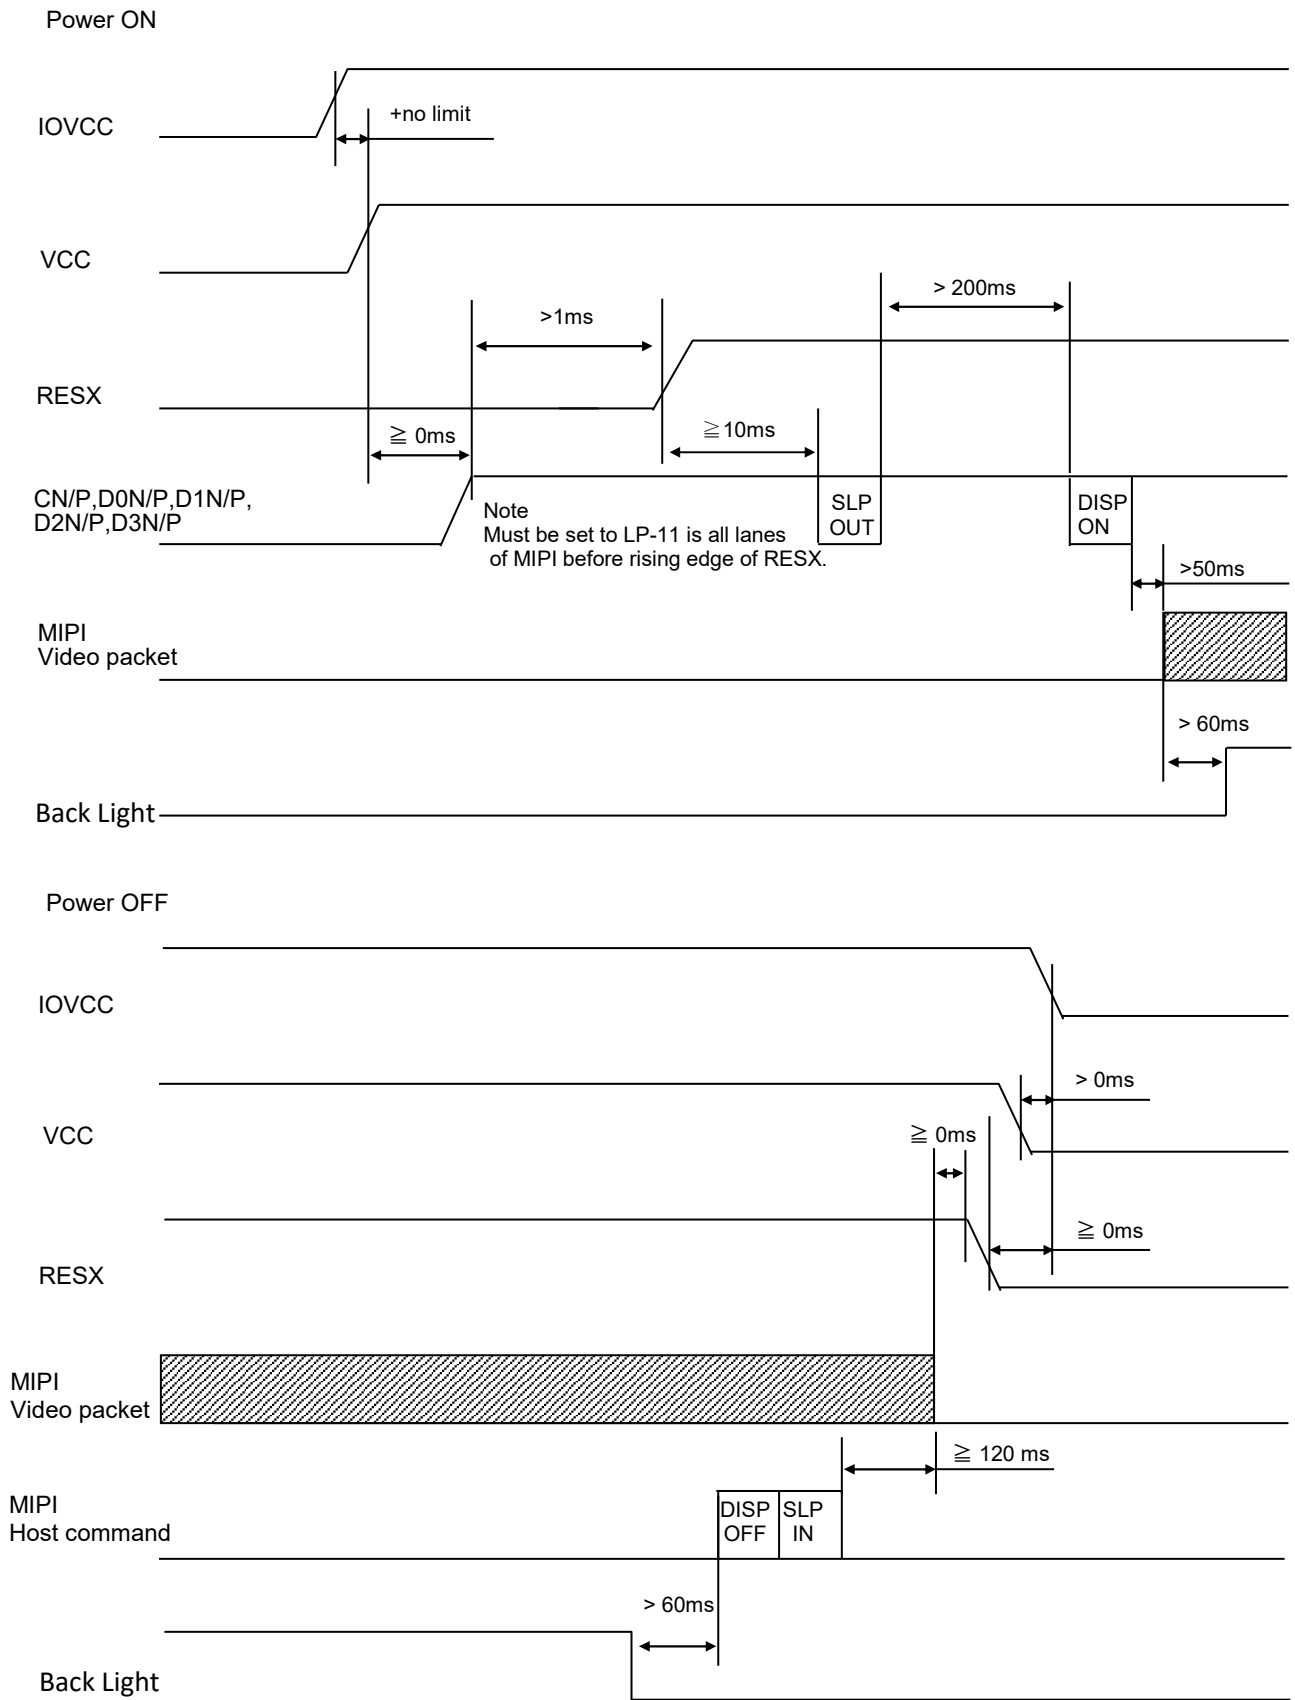 Power ON
+no limit
IOVCC
VCC
> 200ms
>1ms
RESX
≧ 0ms
≧10ms
CN/P,D0N/P,D1N/P,
D2N/P,D3N/P
Note
Must be set to LP-11 is all lanes
of MIPI before rising edge of RESX.
SLP
OUT
DISP
ON
>50ms
MIPI
Video packet
> 60ms
Back Light
Power OFF
IOVCC
> 0ms
VCC
≧ 0ms
≧ 0ms
RESX
MIPI
Video packet
≧ 120 ms
MIPI
Host command
DISP
OFF
SLP
IN
> 60ms
Back Light